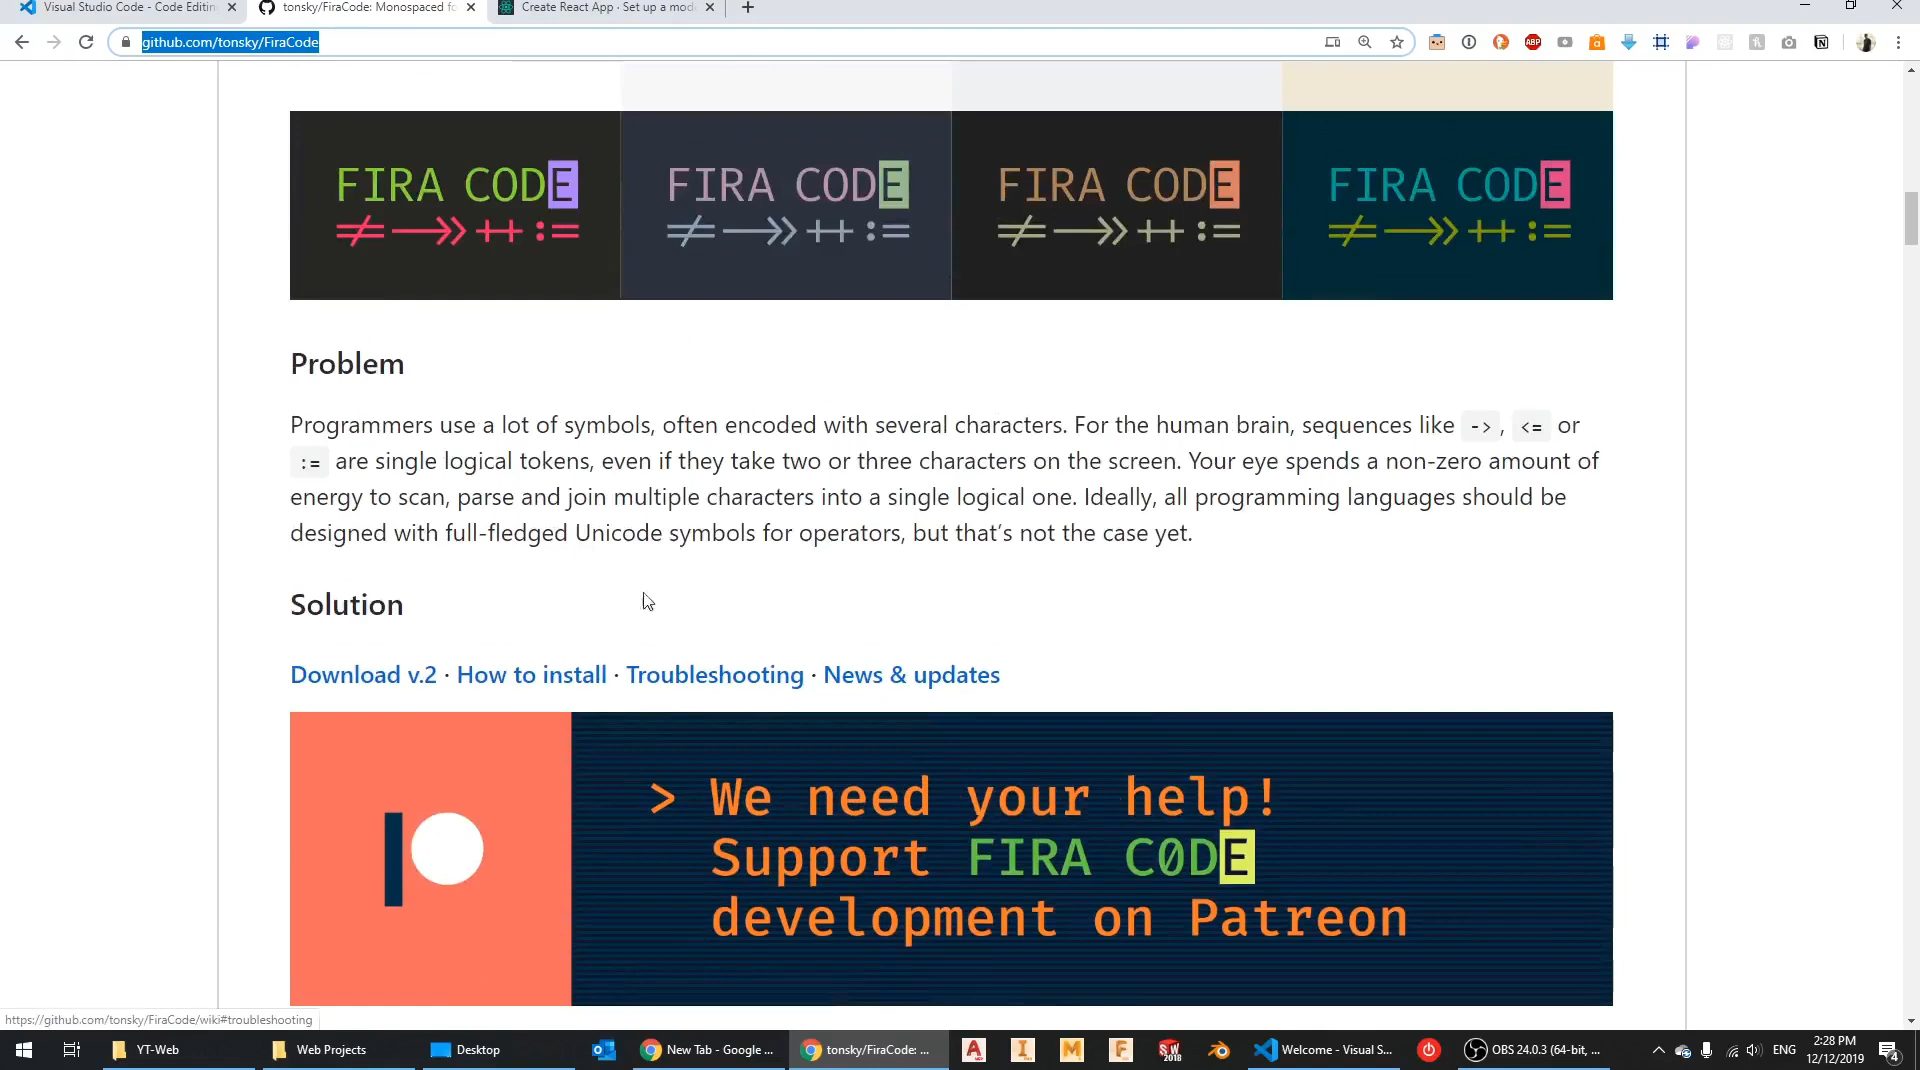 Visual Studio Code - Code Editin
tonsky/FiraCode: Monospaced fo
Create React App · Set up a mod
github.com/tonsky/FiraCode
ABP
FIRA CODE FIRA CODE FIRA CODE FIRA CODE
≠ ->> ++ := ≠ ->> ++ := ≠ ->> ++ := ≠ ->> ++ :=
Problem
Programmers use a lot of symbols, often encoded with several characters. For the human brain, sequences like ->, <= or
:= are single logical tokens, even if they take two or three characters on the screen. Your eye spends a non-zero amount of
energy to scan, parse and join multiple characters into a single logical one. Ideally, all programming languages should be
designed with full-fledged Unicode symbols for operators, but that’s not the case yet.
Solution
Download v.2 · How to install · Troubleshooting · News & updates
> We need your help!
Support FIRA C0DE
development on Patreon
https://github.com/tonsky/FiraCode/wiki#troubleshooting
YT-Web
Web Projects
Desktop
New Tab - Google ...
tonsky/FiraCode: ...
A
I
M
F
SW
2018
Welcome - Visual S...
OBS 24.0.3 (64-bit, ...
ENG
2:28 PM
12/12/2019
4